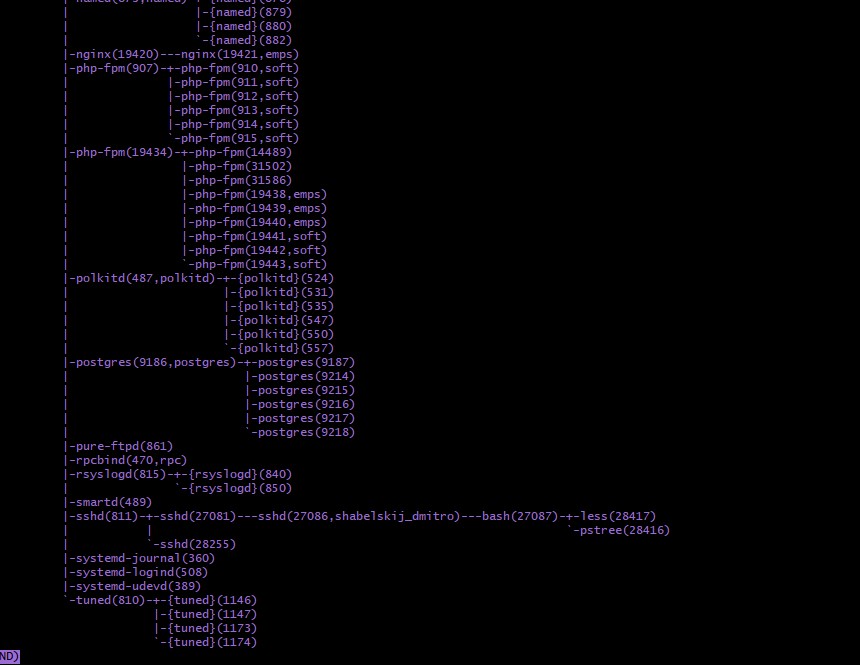 |-named(875,named)-+-{named}(878)
|-{named}(879)
|-{named}(880)
`-{named}(882)
|-nginx(19420)---nginx(19421,emps)
|-php-fpm(907)-+-php-fpm(910,soft)
| |-php-fpm(911,soft)
| |-php-fpm(912,soft)
| |-php-fpm(913,soft)
| |-php-fpm(914,soft)
| `-php-fpm(915,soft)
|-php-fpm(19434)-+-php-fpm(14489)
| |-php-fpm(31502)
| |-php-fpm(31586)
| |-php-fpm(19438,emps)
| |-php-fpm(19439,emps)
| |-php-fpm(19440,emps)
| |-php-fpm(19441,soft)
| |-php-fpm(19442,soft)
| `-php-fpm(19443,soft)
|-polkitd(487,polkitd)-+-{polkitd}(524)
| |-{polkitd}(531)
| |-{polkitd}(535)
| |-{polkitd}(547)
| |-{polkitd}(550)
| `-{polkitd}(557)
|-postgres(9186,postgres)-+-postgres(9187)
| |-postgres(9214)
| |-postgres(9215)
| |-postgres(9216)
| |-postgres(9217)
| `-postgres(9218)
|-pure-ftpd(861)
|-rpcbind(470,rpc)
|-rsyslogd(815)-+-{rsyslogd}(840)
| `-{rsyslogd}(850)
|-smartd(489)
|-sshd(811)-+-sshd(27081)---sshd(27086,shabelskij_dmitro)---bash(27087)-+-less(28417)
| | `-pstree(28416)
| `-sshd(28255)
|-systemd-journal(360)
|-systemd-logind(508)
|-systemd-udevd(389)
`-tuned(810)-+-{tuned}(1146)
|-{tuned}(1147)
|-{tuned}(1173)
`-{tuned}(1174)
ND)